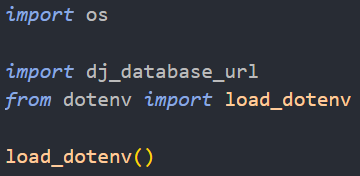 import os
import dj_database_url
from dotenv import load_dotenv
load_dotenv()